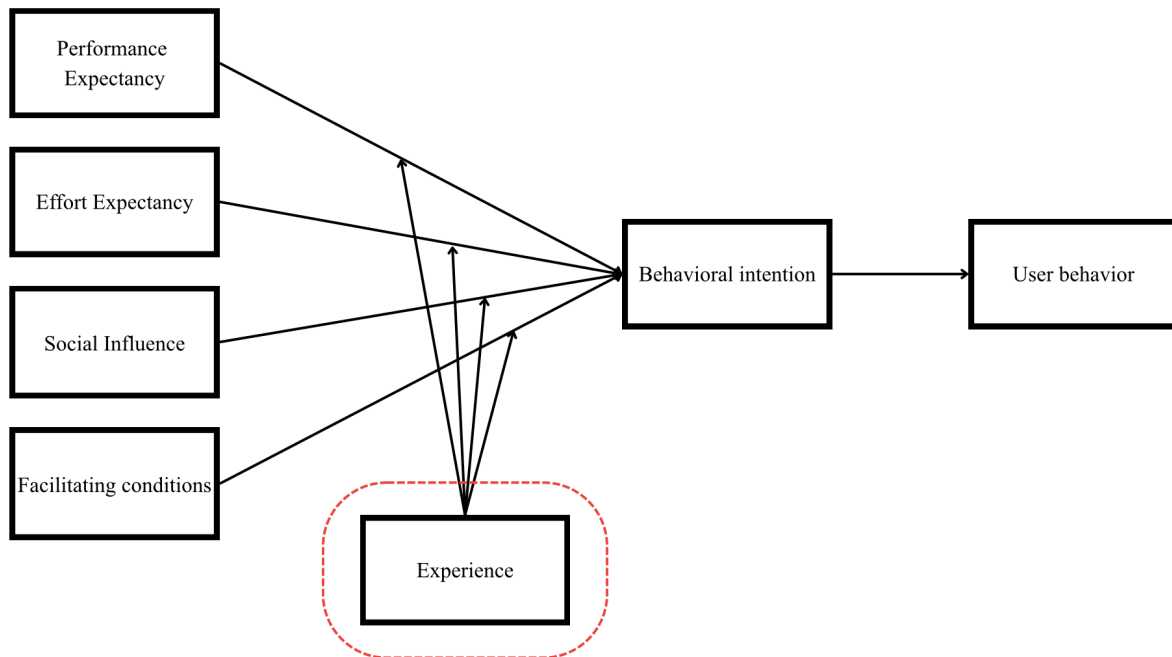 Performance
Expectancy
Effort Expectancy
Social Influence
Facilitating conditions
Experience
Behavioral intention
User behavior